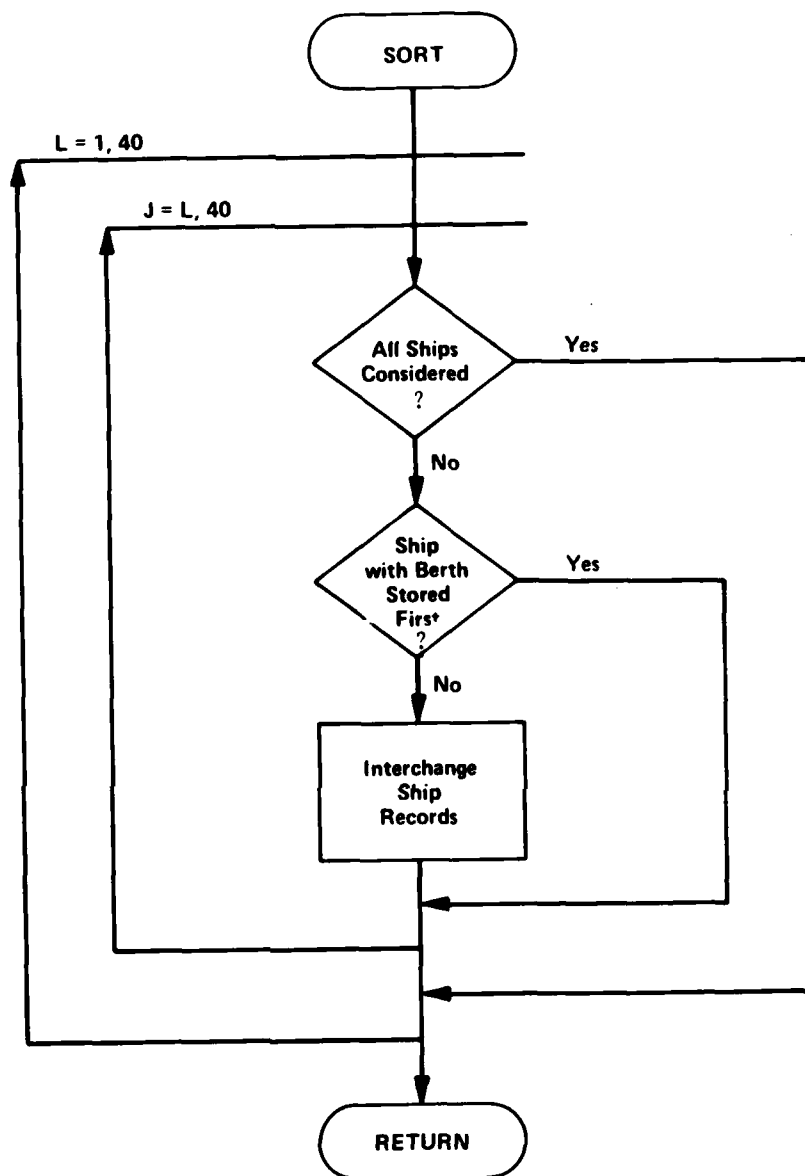 SORT
L = 1, 40
J = L, 40
All Ships
Considered
?
Yes
No
Ship
with Berth
Stored
First
?
Yes
No
Interchange
Ship
Records
RETURN